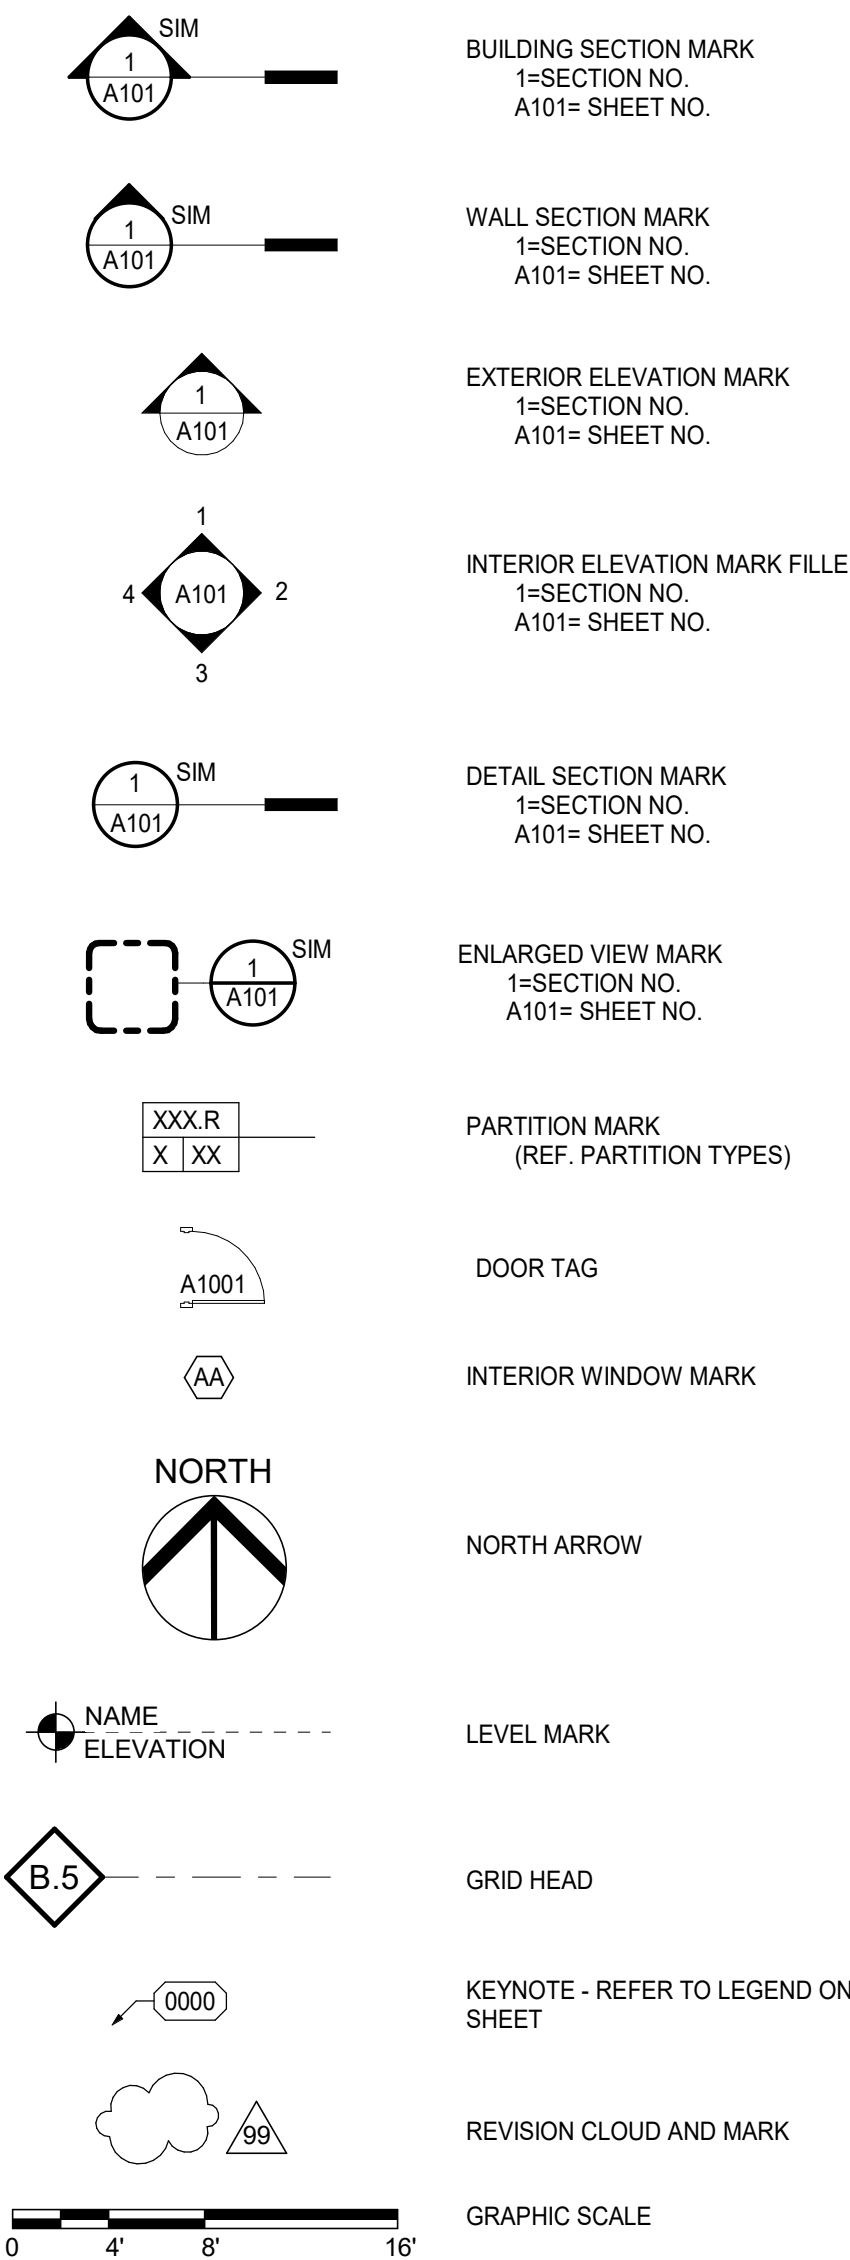 SIM
1
A101
BUILDING SECTION MARK
1=SECTION NO.
A101= SHEET NO.
SIM
1
A101
WALL SECTION MARK
1=SECTION NO.
A101= SHEET NO.
1
A101
EXTERIOR ELEVATION MARK
1=SECTION NO.
A101= SHEET NO.
1
4
A101
2
3
INTERIOR ELEVATION MARK FILLE
1=SECTION NO.
A101= SHEET NO.
SIM
1
A101
DETAIL SECTION MARK
1=SECTION NO.
A101= SHEET NO.
SIM
1
A101
ENLARGED VIEW MARK
1=SECTION NO.
A101= SHEET NO.
XXX.R
X XX
PARTITION MARK
(REF. PARTITION TYPES)
A1001
DOOR TAG
AA
INTERIOR WINDOW MARK
NORTH
NORTH ARROW
NAME
ELEVATION
LEVEL MARK
B.5
GRID HEAD
0000
KEYNOTE - REFER TO LEGEND ON
SHEET
99
REVISION CLOUD AND MARK
GRAPHIC SCALE
0 4' 8' 16'